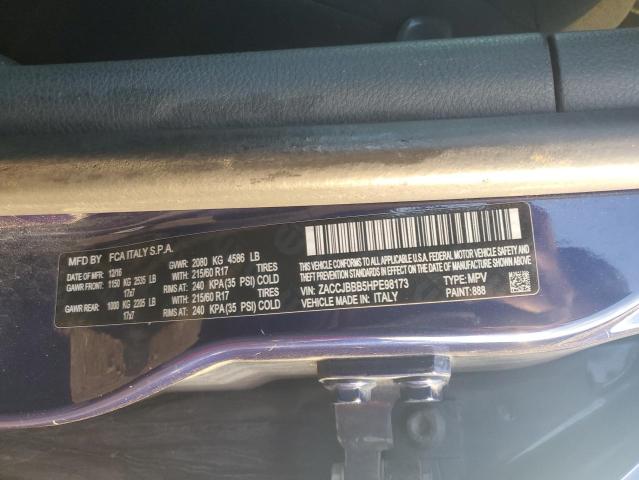 MFD BY FCA ITALY S.P.A.
12/16 GVWR: 2080 KG 4586 LB
GAWR FRONT: 1150 KG 2535 LB WITH: 215/60 R17 TIRES
17x7 RIMS AT: 240 KPA(35 PSI) COLD
GAWR REAR: 1000 KG 2205 LB WITH: 215/60 R17 TIRES
17x7 RIMS AT: 240 KPA(35 PSI) COLD
THIS VEHICLE CONFORMS
TO ALL APPLICABLE U.S.A. FEDERAL MOTOR VEHICLE SAFETY,
BUMPER, AND THEFT PREVENTION STANDARDS
IN EFFECT ON THE DATE OF MANUFACTURE SHOWN ABOVE
VIN: ZACCJBBB5HPE98173 TYPE: MPV
VEHICLE MADE IN: ITALY PAINT: 888